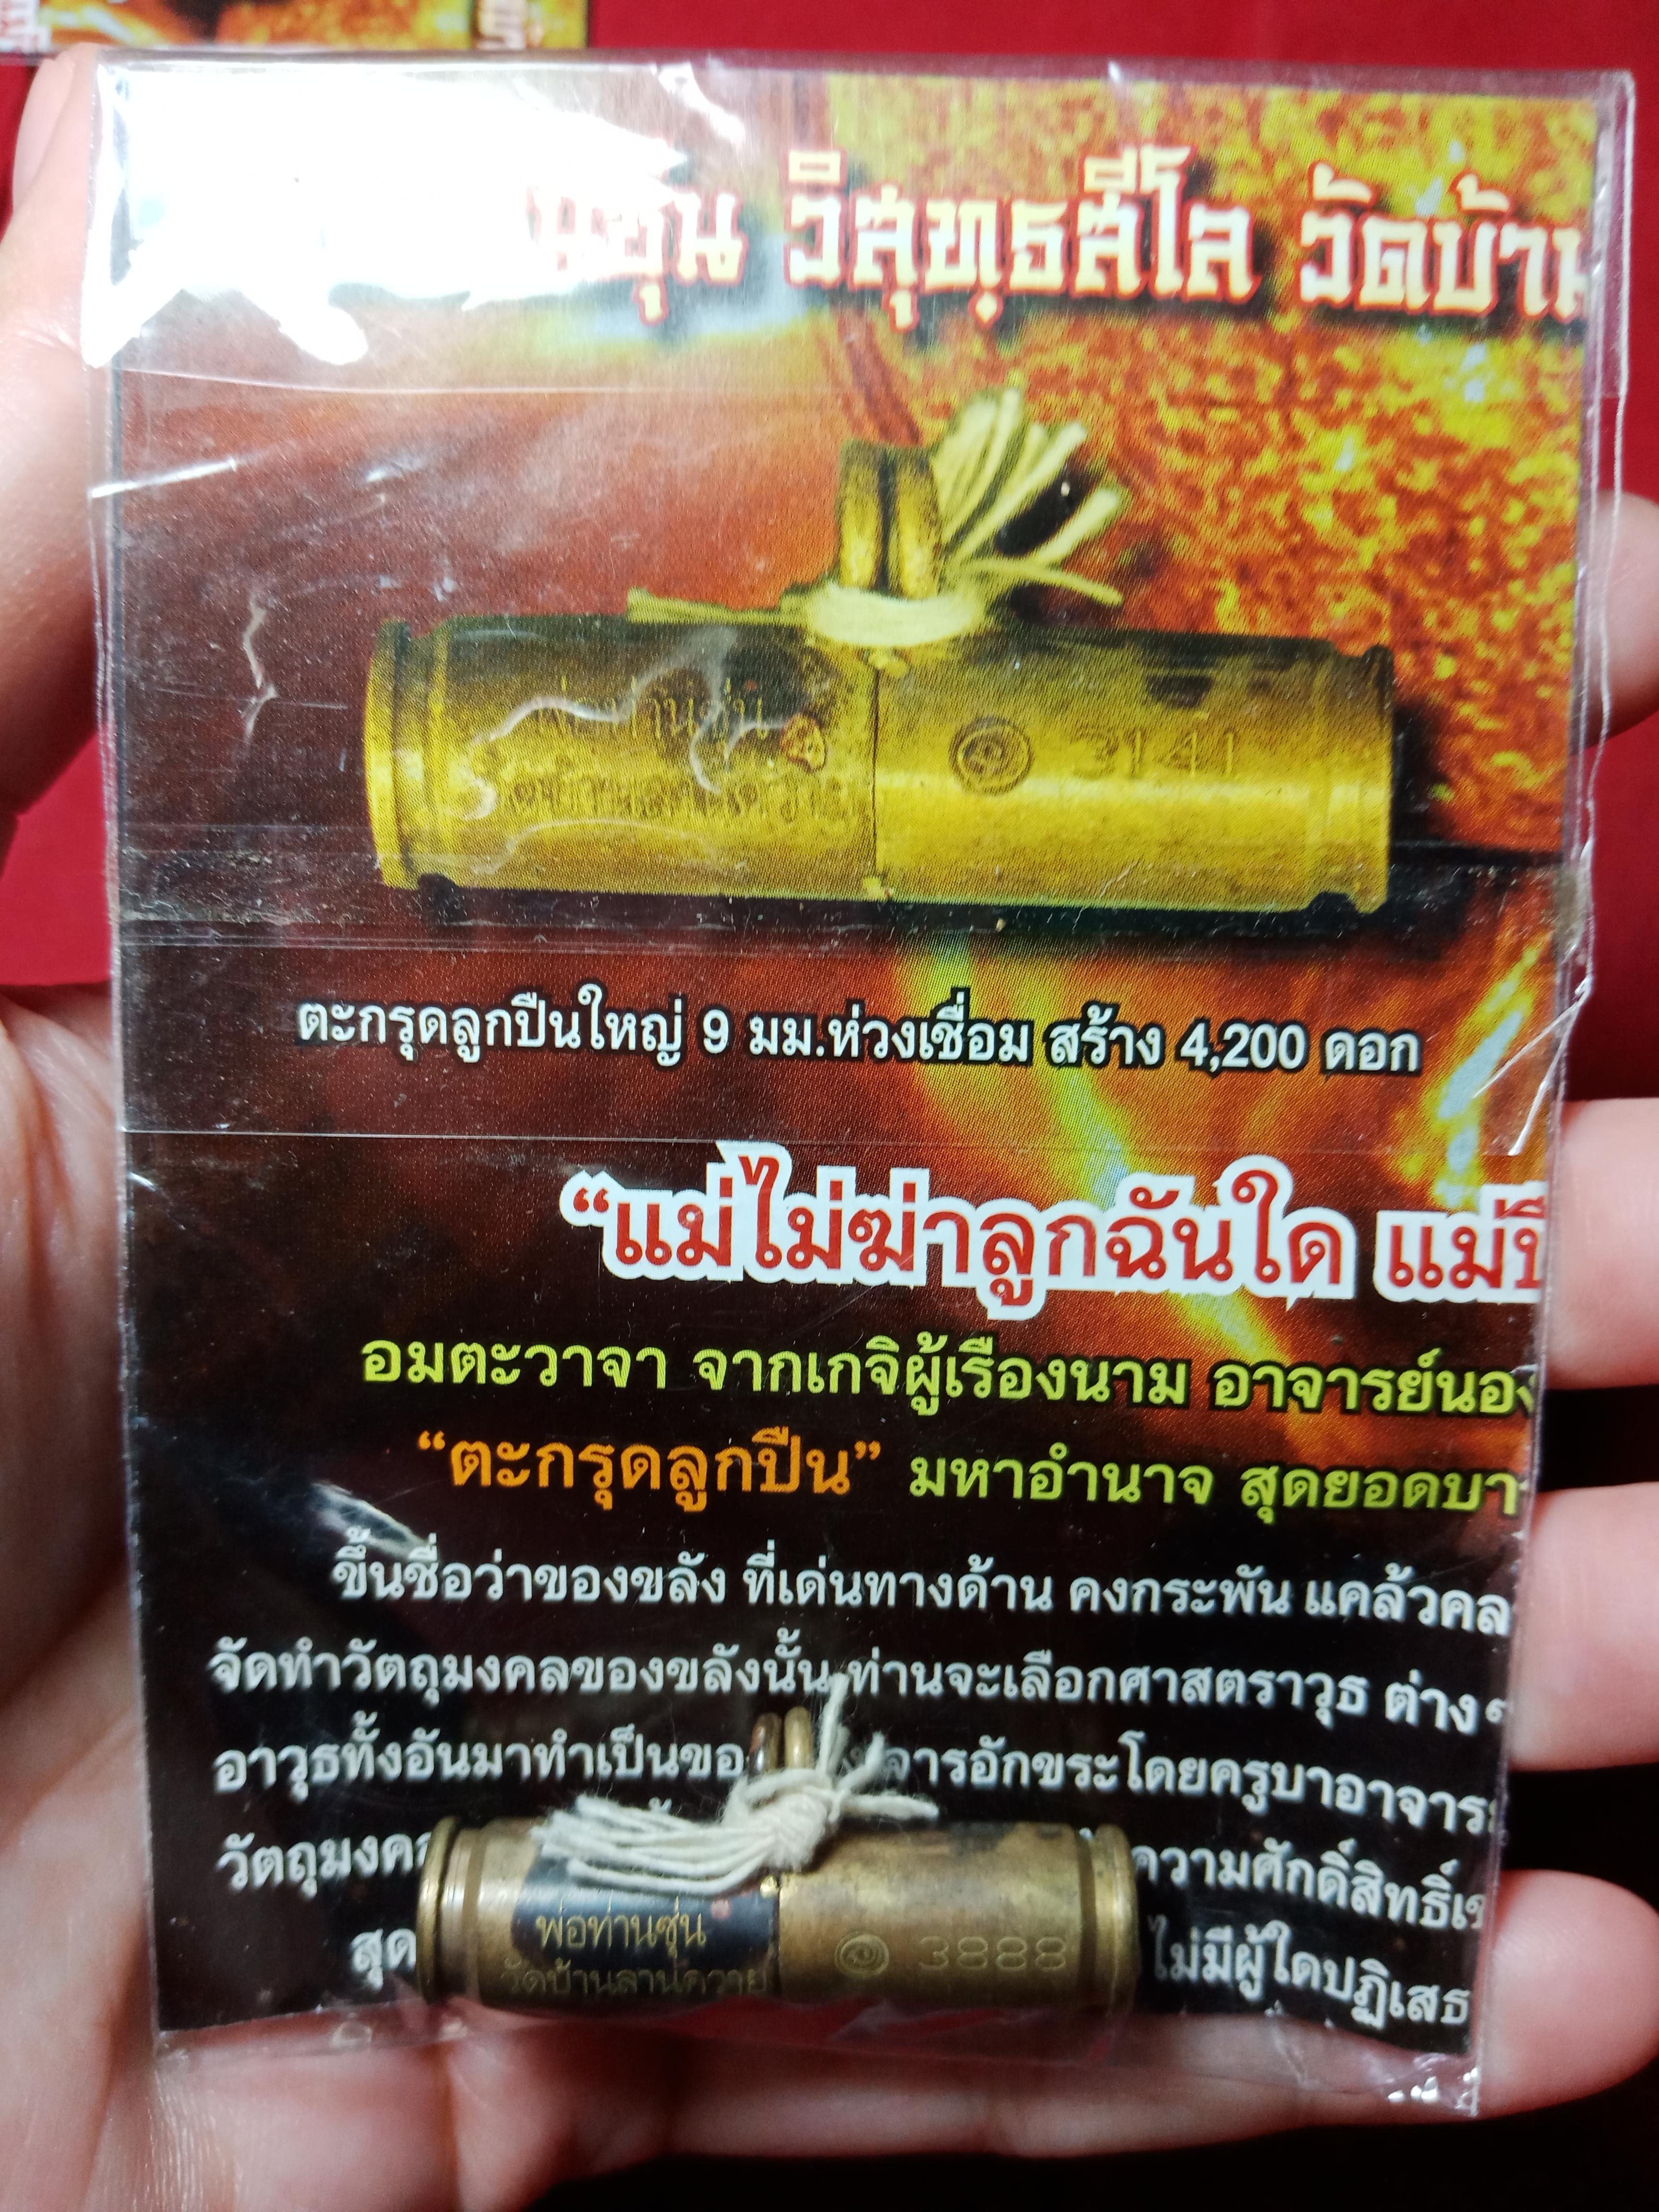 วิสุทฺธสีโล วัดบ้าน
3141
ตะกรุดลูกปืนใหญ่ 9 มม.ห่วงเชื่อม สร้าง 4,200 ดอก
“แม่ไม่ฆ่าลูกฉันใด
อมตะวาจา จากเกจิผู้เรืองนาม อาจารย์นอง
“ตะกรุดลูกปืน” มหาอำนาจ สุดยอด
ขึ้นชื่อว่าของขลัง ที่เด่นทางด้าน คงกระพัน แคล้วคล
จัดทำวัตถุมงคลของขลังนั้น ท่านจะเลือกศาสตราวุธ ต่าง
อาวุธทั้งอันมาทำเป็นขอ การอักขระโดยครูบาอาจาร
วัตถุมงค ความศักดิ์สิทธิ์เ
สุด ไม่มีผู้ใดปฏิเสธ
พ่อท่านซุ่น
วัดบ้านลานควาย
3888